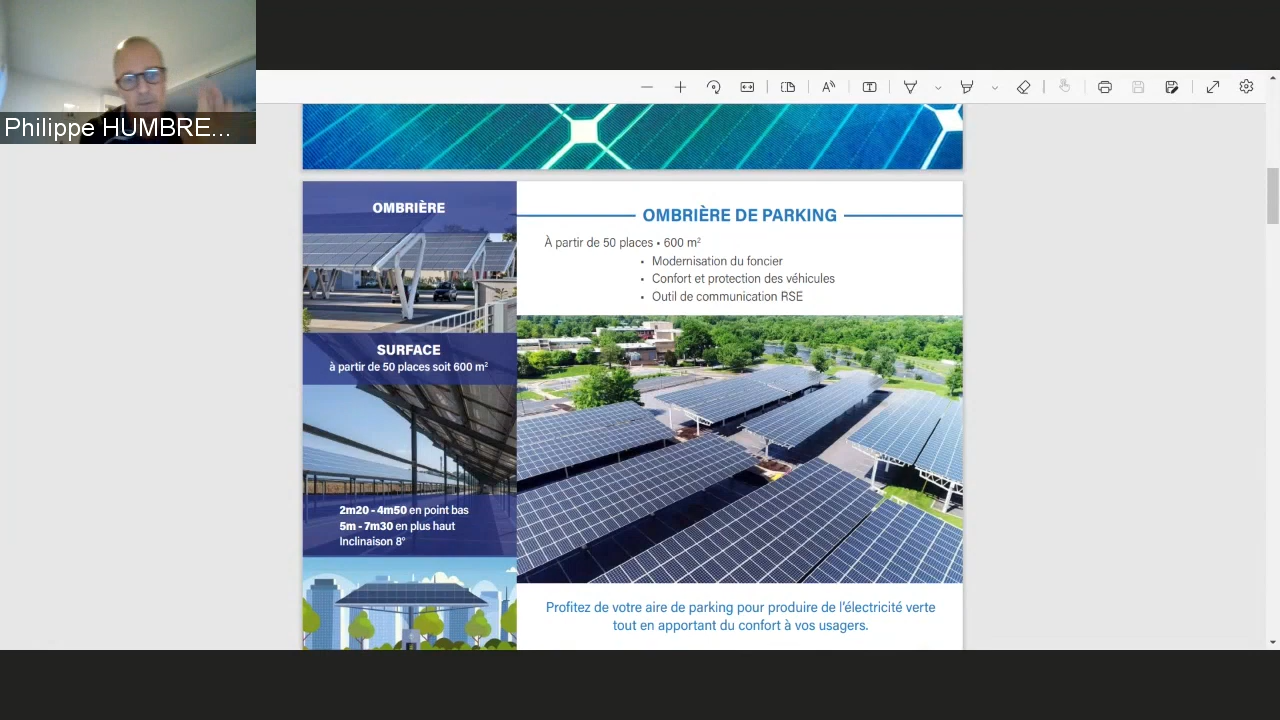 Philippe HUMBRE...
OMBRIÈRE
SURFACE
à partir de 50 places soit 600 m²
2m20 - 4m50 en point bas
5m - 7m30 en plus haut
Inclinaison 8°
OMBRIÈRE DE PARKING
À partir de 50 places • 600 m²
• Modernisation du foncier
• Confort et protection des véhicules
• Outil de communication RSE
Profitez de votre aire de parking pour produire de l'électricité verte
tout en apportant du confort à vos usagers.